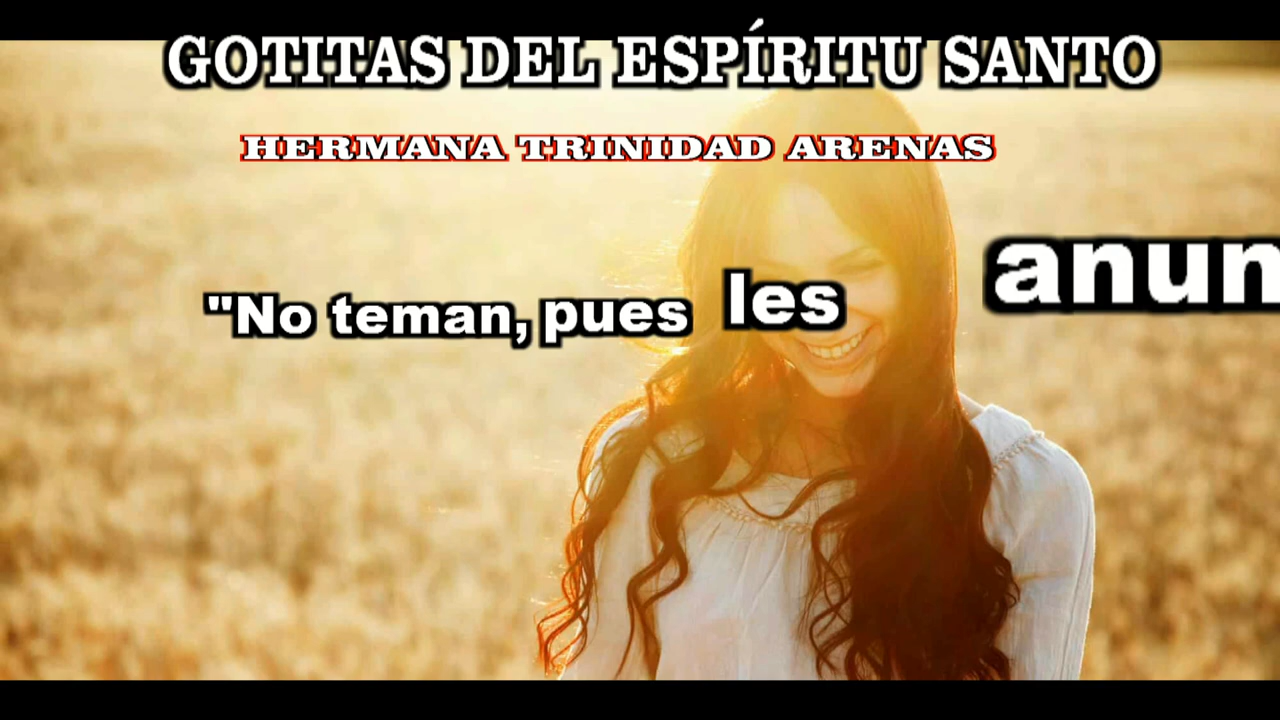 GOTITAS DEL ESPÍRITU SANTO
HERMANA TRINIDAD ARENAS
"No teman, pues les anun